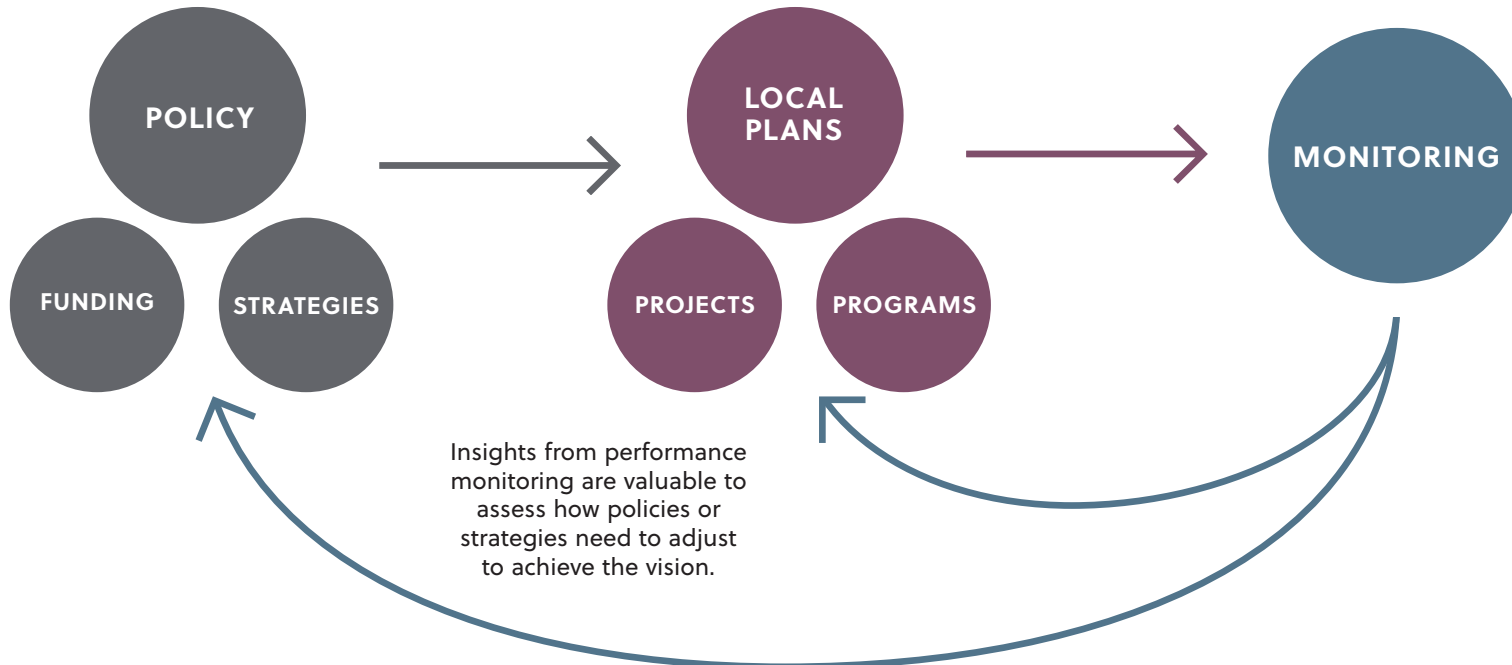 POLICY
FUNDING
STRATEGIES
LOCAL
PLANS
PROJECTS
PROGRAMS
MONITORING
Insights from performance
monitoring are valuable to
assess how policies or
strategies need to adjust
to achieve the vision.